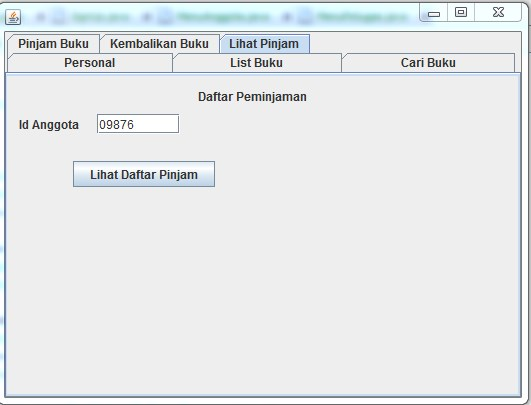 Pinjam Buku Kembalikan Buku Lihat Pinjam
Personal List Buku Cari Buku
Daftar Peminjaman
Id Anggota 09876
Lihat Daftar Pinjam